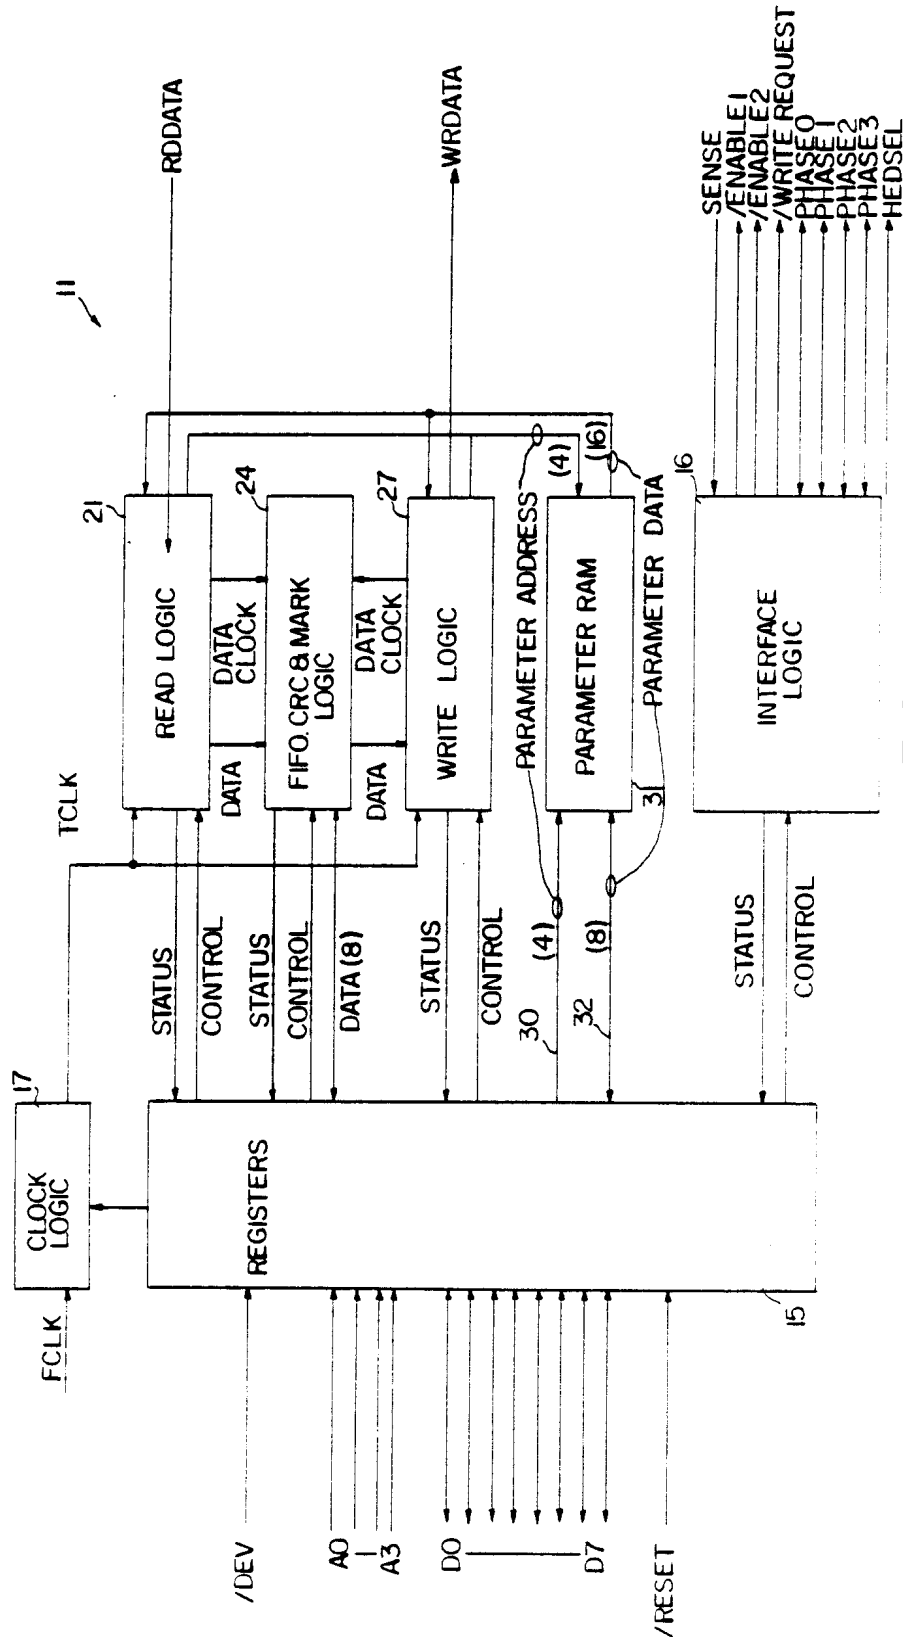 11
FCLK
CLOCK
LOGIC
17
TCLK
/DEV
A0
A3
D0
D7
/RESET
REGISTERS
15
STATUS
CONTROL
STATUS
CONTROL
DATA (8)
STATUS
CONTROL
30
(4)
32
(8)
STATUS
CONTROL
READ LOGIC
21
DATA
DATA
CLOCK
FIFO. CRC & MARK
LOGIC
24
DATA
DATA
CLOCK
WRITE LOGIC
27
PARAMETER ADDRESS
PARAMETER RAM
31
(4)
(16)
PARAMETER DATA
INTERFACE
LOGIC
16
RDDATA
WRDATA
SENSE
/ENABLE1
/ENABLE2
/WRITE REQUEST
PHASE0
PHASE1
PHASE2
PHASE3
HEDSEL